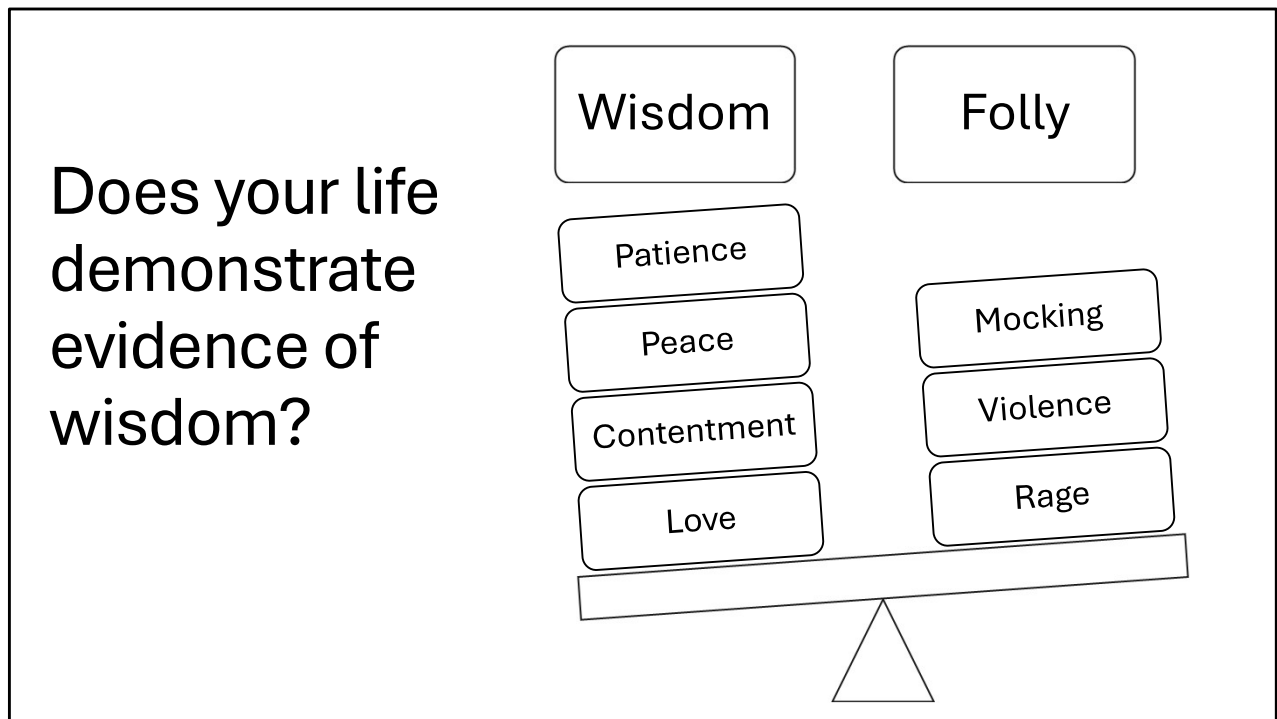 Does your life
demonstrate
evidence of
wisdom?
Wisdom
Folly
Patience
Peace
Contentment
Love
Mocking
Violence
Rage